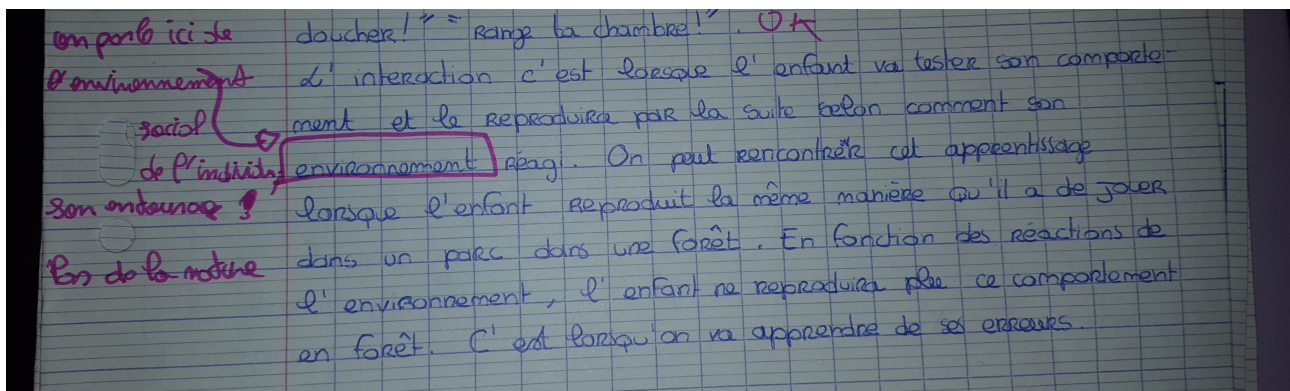 on parle ici de
l'environnement
social
de l'individu,
son entourage !
Pas de la nature
doucher!" "Range ta chambre!". OK
L'interaction c'est lorsque l'enfant va tester son comporte-
ment et le reproduira par la suite selon comment son
environnement réagi. On peut rencontrer cet apprentissage
lorsque l'enfant reproduit la même manière qu'il a de jouer
dans un parc dans une forêt. En fonction des réactions de
l'environnement, l'enfant ne reproduira plus ce comportement
en forêt. C'est lorsqu'on va apprendre de ses erreurs.